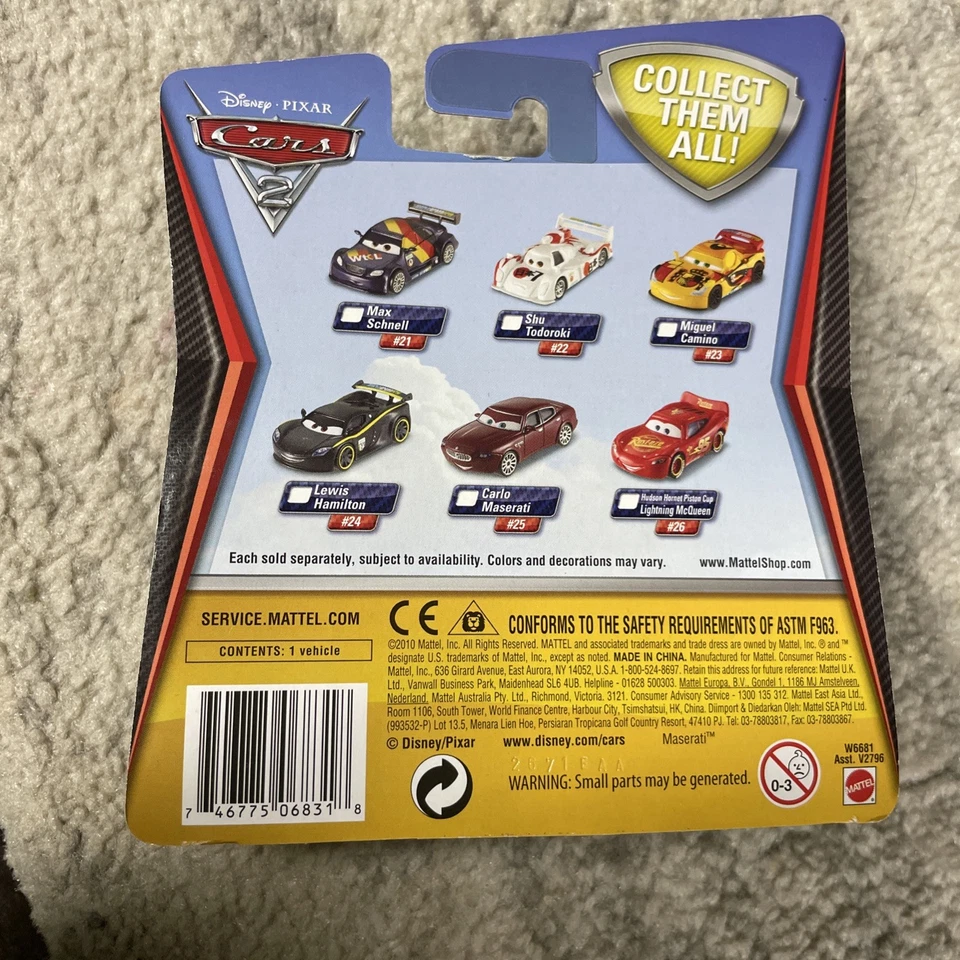 Disney · PIXAR
Cars
2
COLLECT
THEM
ALL!
Max
Schnell
#21
Shu
Todoroki
#22
Miguel
Camino
#23
Lewis
Hamilton
#24
Carlo
Maserati
#25
Hudson Hornet Piston Cup
Lightning McQueen
#26
Each sold separately, subject to availability. Colors and decorations may vary.
www.MattelShop.com
SERVICE.MATTEL.COM
CONTENTS: 1 vehicle
CE
CONFORMS TO THE SAFETY REQUIREMENTS OF ASTM F963.
©2010 Mattel, Inc. All Rights Reserved. MATTEL and associated trademarks and trade dress are owned by Mattel, Inc. ® and ™
designate U.S. trademarks of Mattel, Inc., except as noted. MADE IN CHINA. Manufactured for Mattel. Consumer Relations -
Mattel, Inc., 636 Girard Avenue, East Aurora, NY 14052, U.S.A. 1-800-524-8697. Retain this address for future reference: Mattel U.K.
Ltd., Vanwall Business Park, Maidenhead SL6 4UB. Helpline - 01628 500303. Mattel Europa, B.V., Gondel 1, 1186 MJ Amstelveen,
Nederland. Mattel Australia Pty. Ltd., Richmond, Victoria. 3121. Consumer Advisory Service - 1300 135 312. Mattel East Asia Ltd.,
Room 1106, South Tower, World Finance Centre, Harbour City, Tsimshatsui, HK, China. Diimport & Diedarkan Oleh: Mattel SEA Ptd Ltd.
(993532-P) Lot 13.5, Menara Lien Hoe, Persiaran Tropicana Golf Country Resort, 47410 PJ. Tel: 03-78803817, Fax: 03-78803867.
© Disney/Pixar
www.disney.com/cars
Maserati™
WARNING: Small parts may be generated.
0-3
W6681
Asst. V2796
MATTEL
7 46775 06831 8